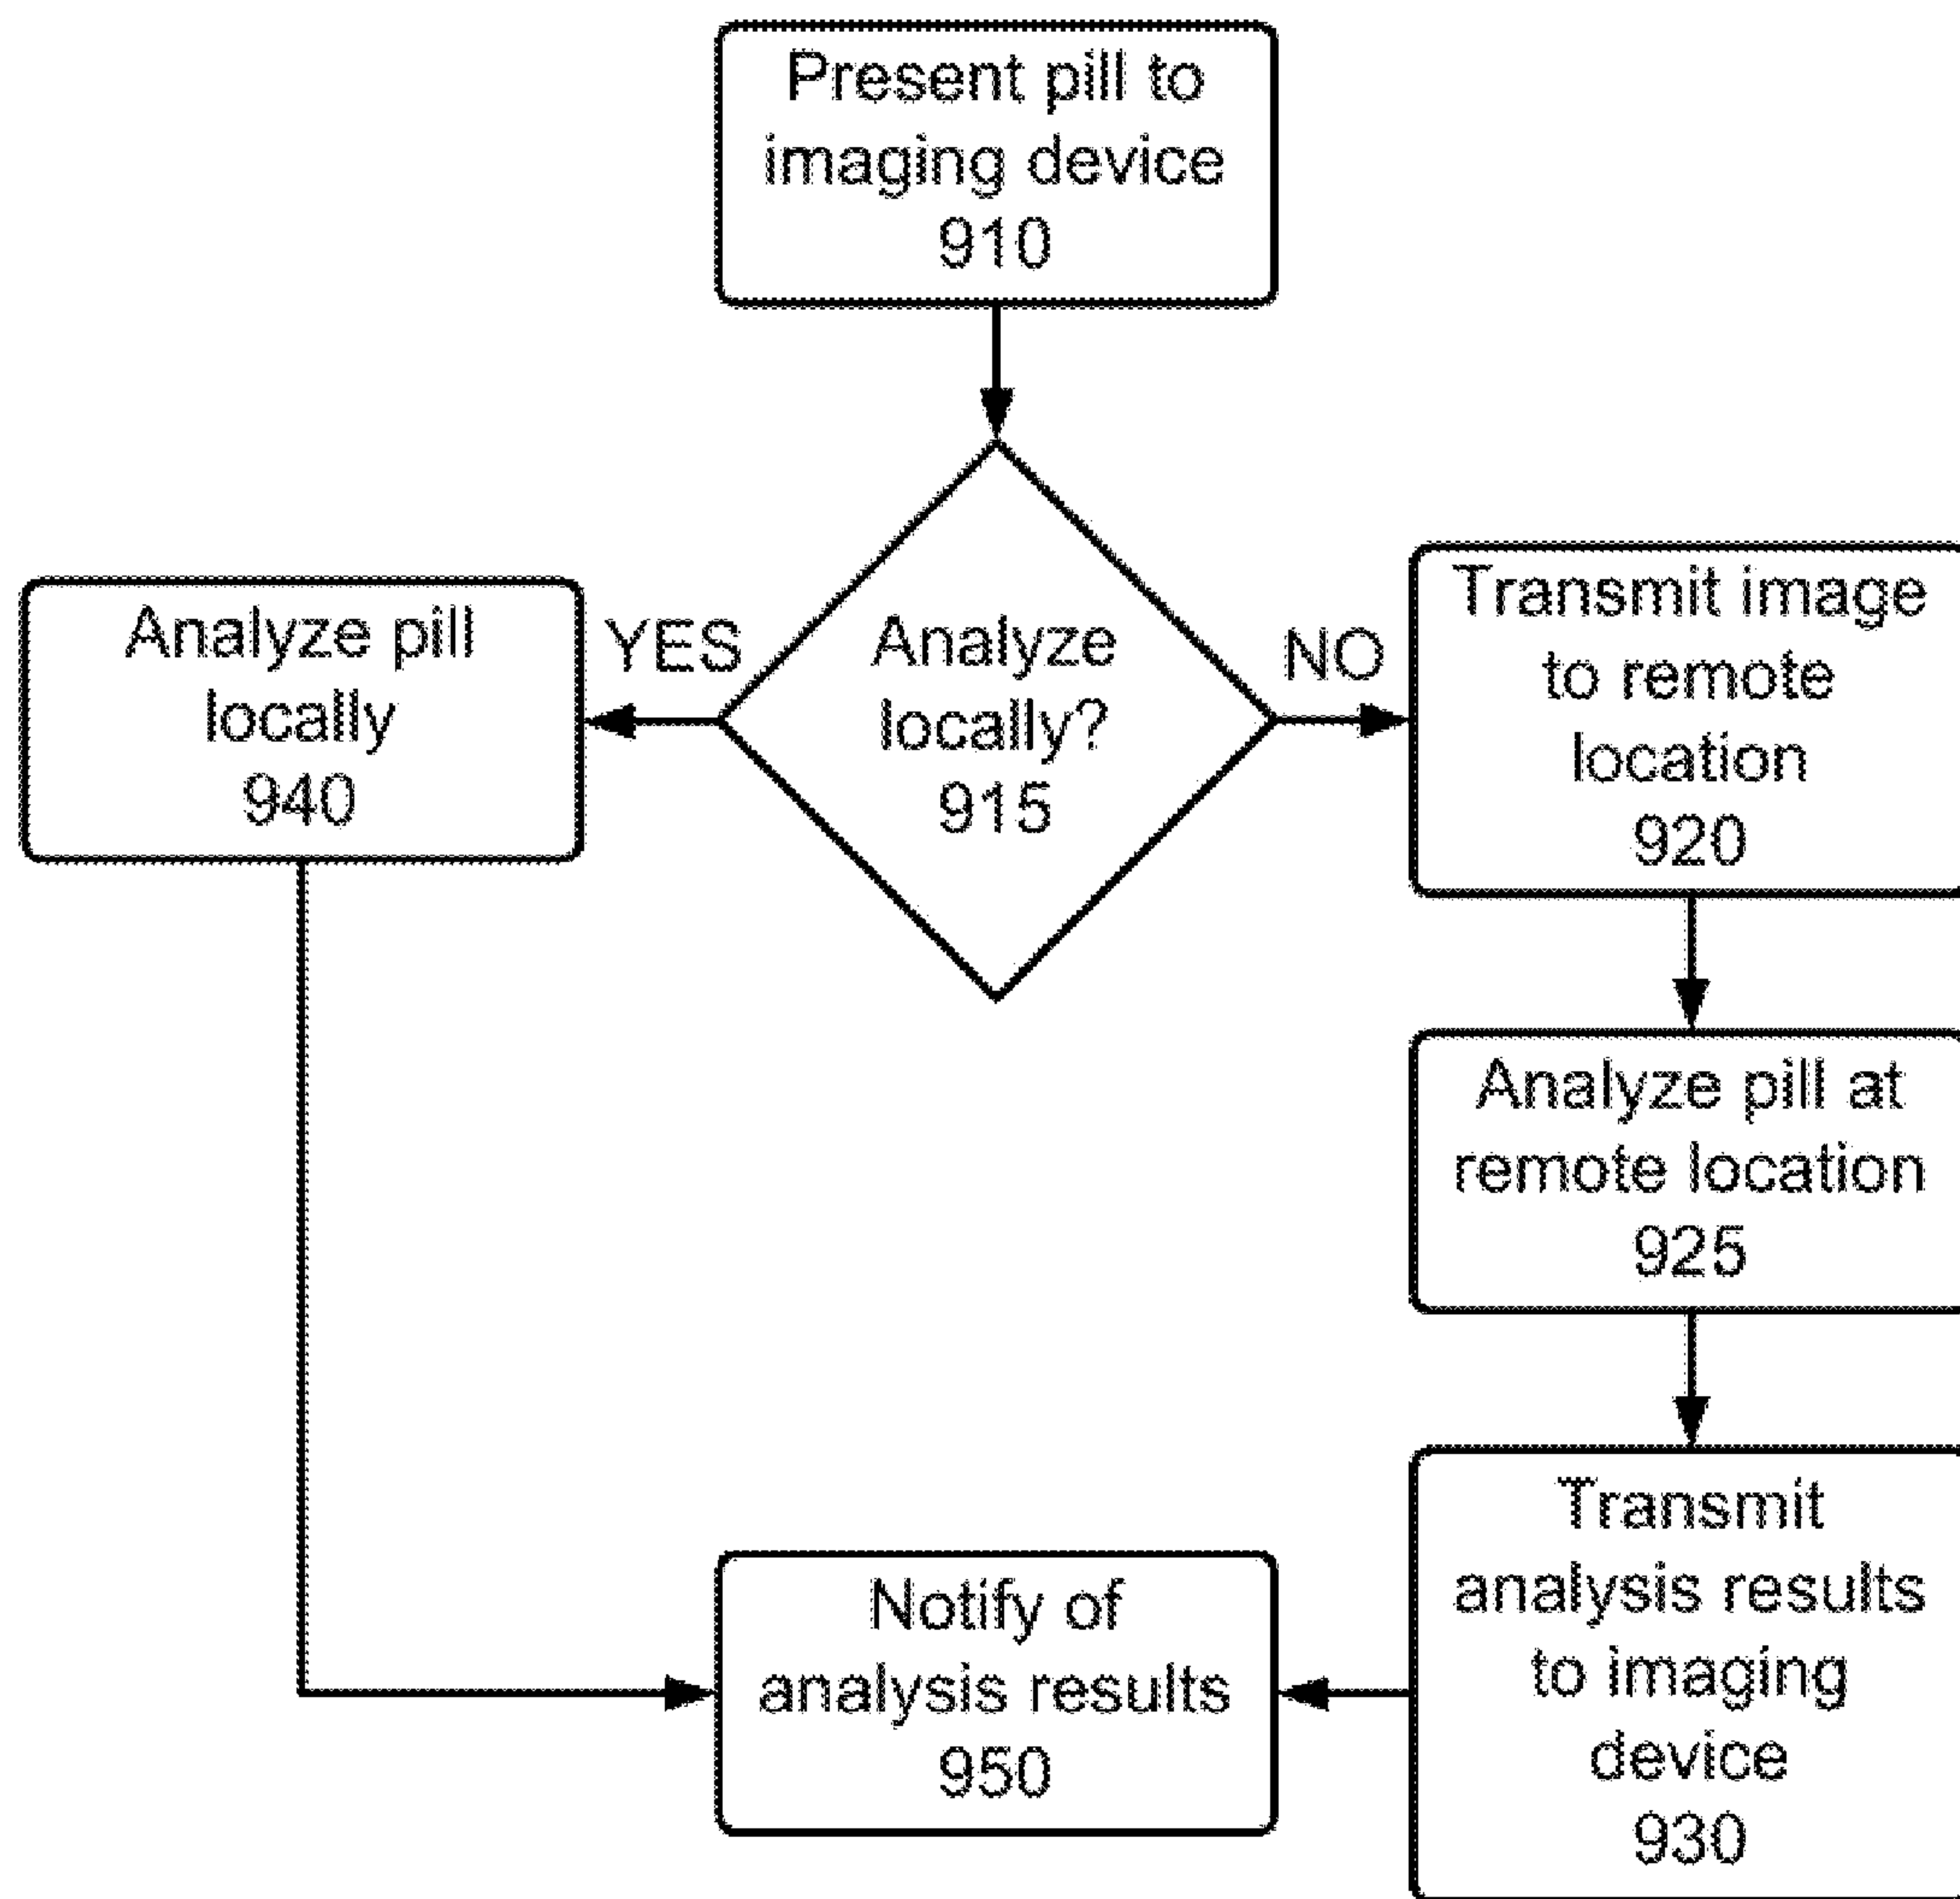 Present pill to
imaging device
910
Analyze
locally?
915
YES
NO
Analyze pill
locally
940
Transmit image
to remote
location
920
Analyze pill at
remote location
925
Transmit
analysis results
to imaging
device
930
Notify of
analysis results
950